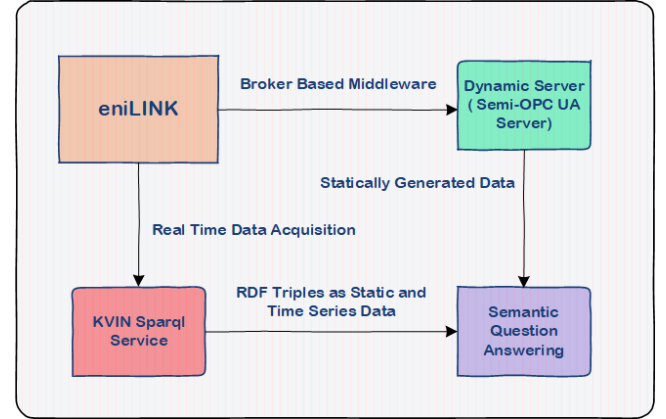 eniLINK
Broker Based Middleware
Dynamic Server
( Semi-OPC UA
Server)
Statically Generated Data
Real Time Data Acquisition
KVIN Sparql
Service
RDF Triples as Static and
Time Series Data
Semantic
Question
Answering